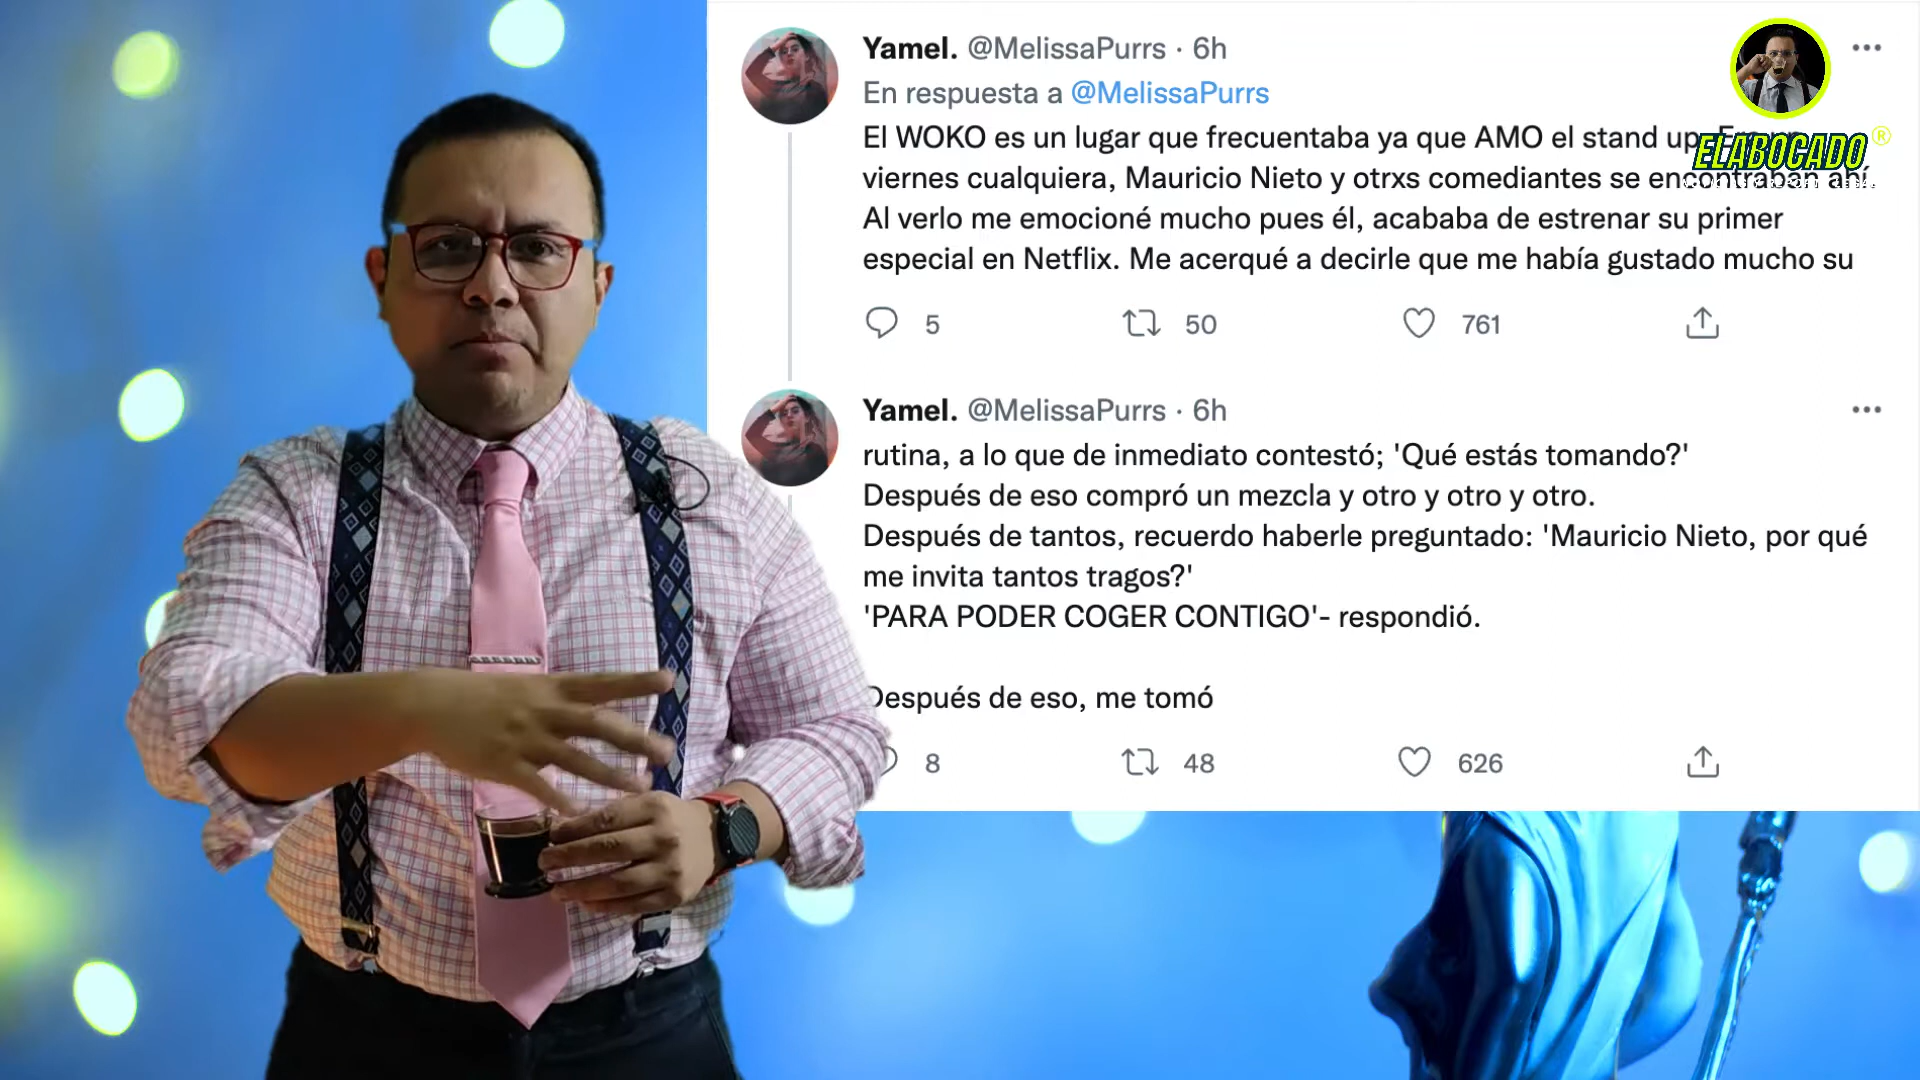 Yamel. @MelissaPurrs · 6h
En respuesta a @MelissaPurrs
El WOKO es un lugar que frecuentaba ya que AMO el stand up.
viernes cualquiera, Mauricio Nieto y otrxs comediantes se encontraban ahí.
Al verlo me emocioné mucho pues él, acababa de estrenar su primer
especial en Netflix. Me acerqué a decirle que me había gustado mucho su
5 50 761
ELABOCADO®
Yamel. @MelissaPurrs · 6h
rutina, a lo que de inmediato contestó; 'Qué estás tomando?'
Después de eso compró un mezcla y otro y otro y otro.
Después de tantos, recuerdo haberle preguntado: 'Mauricio Nieto, por qué
me invita tantos tragos?'
'PARA PODER COGER CONTIGO'- respondió.
Después de eso, me tomó
8 48 626